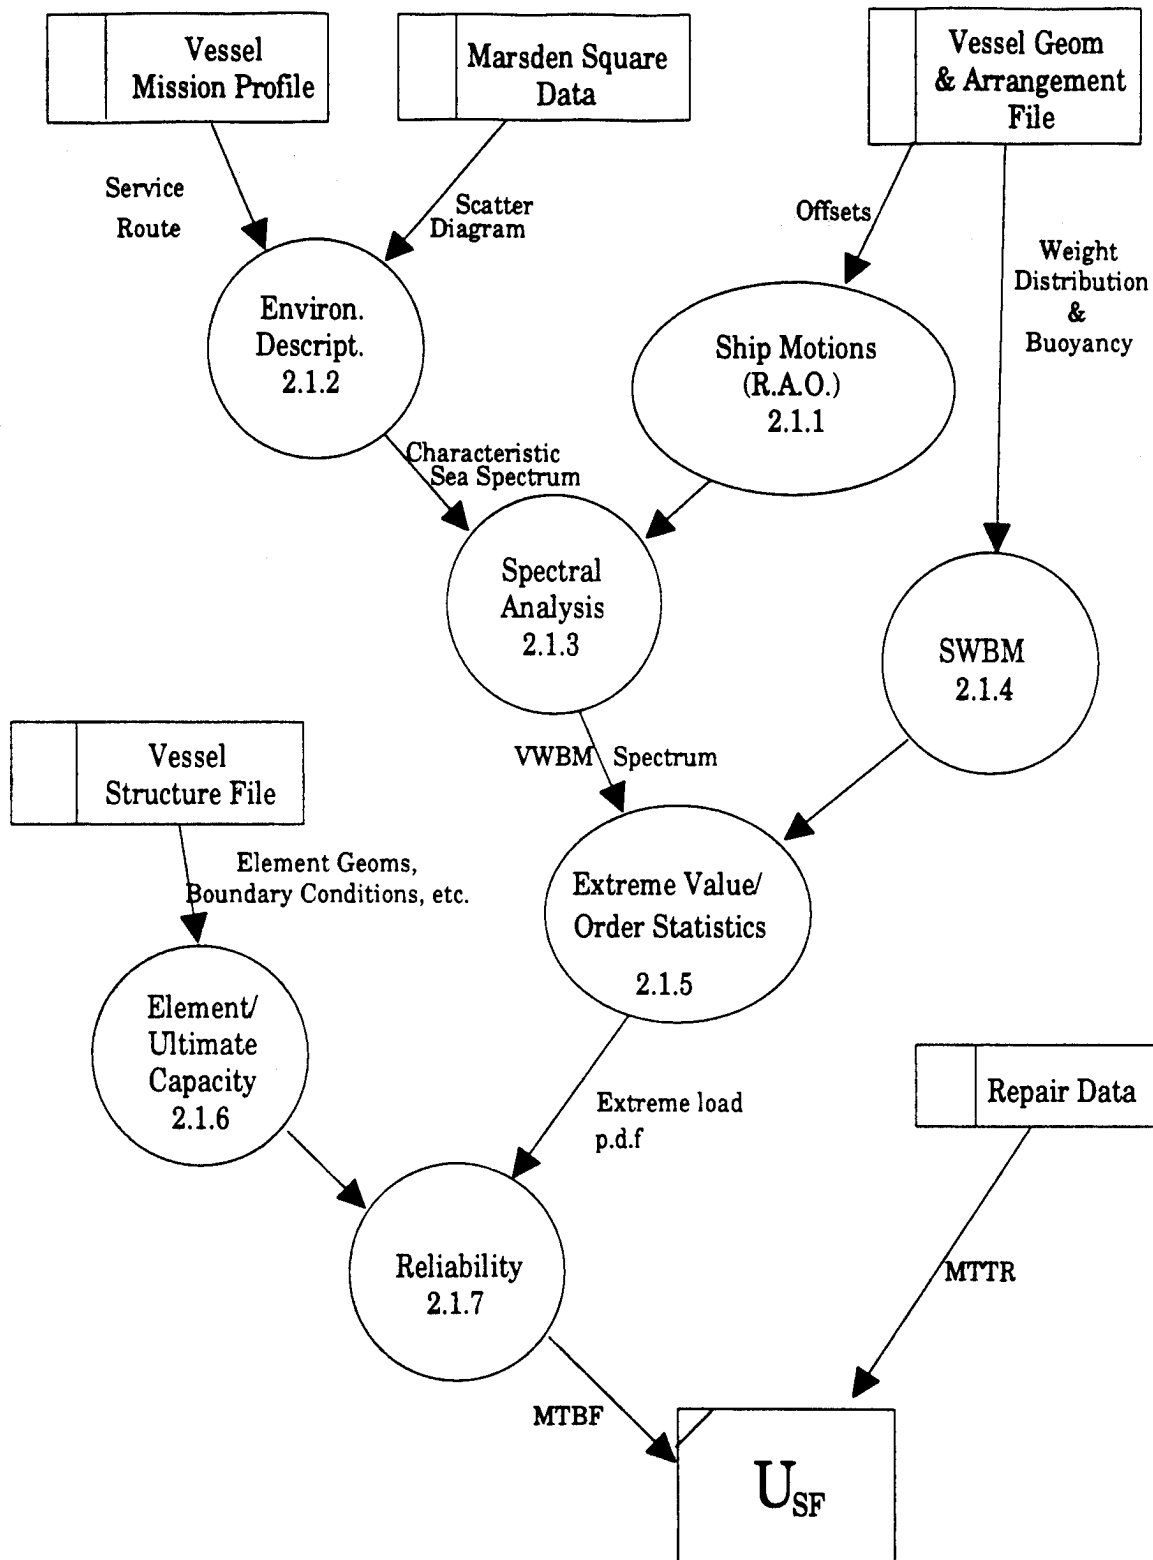 Vessel
Mission Profile
Marsden Square
Data
Vessel Geom
& Arrangement
File
Service
Route
Scatter
Diagram
Offsets
Weight
Distribution
&
Buoyancy
Environ.
Descript.
2.1.2
Ship Motions
(R.A.O.)
2.1.1
Characteristic
Sea Spectrum
Spectral
Analysis
2.1.3
SWBM
2.1.4
Vessel
Structure File
VWBM Spectrum
Element Geoms,
Boundary Conditions, etc.
Extreme Value/
Order Statistics
2.1.5
Element/
Ultimate
Capacity
2.1.6
Extreme load
p.d.f
Repair Data
Reliability
2.1.7
MTTR
MTBF
USF